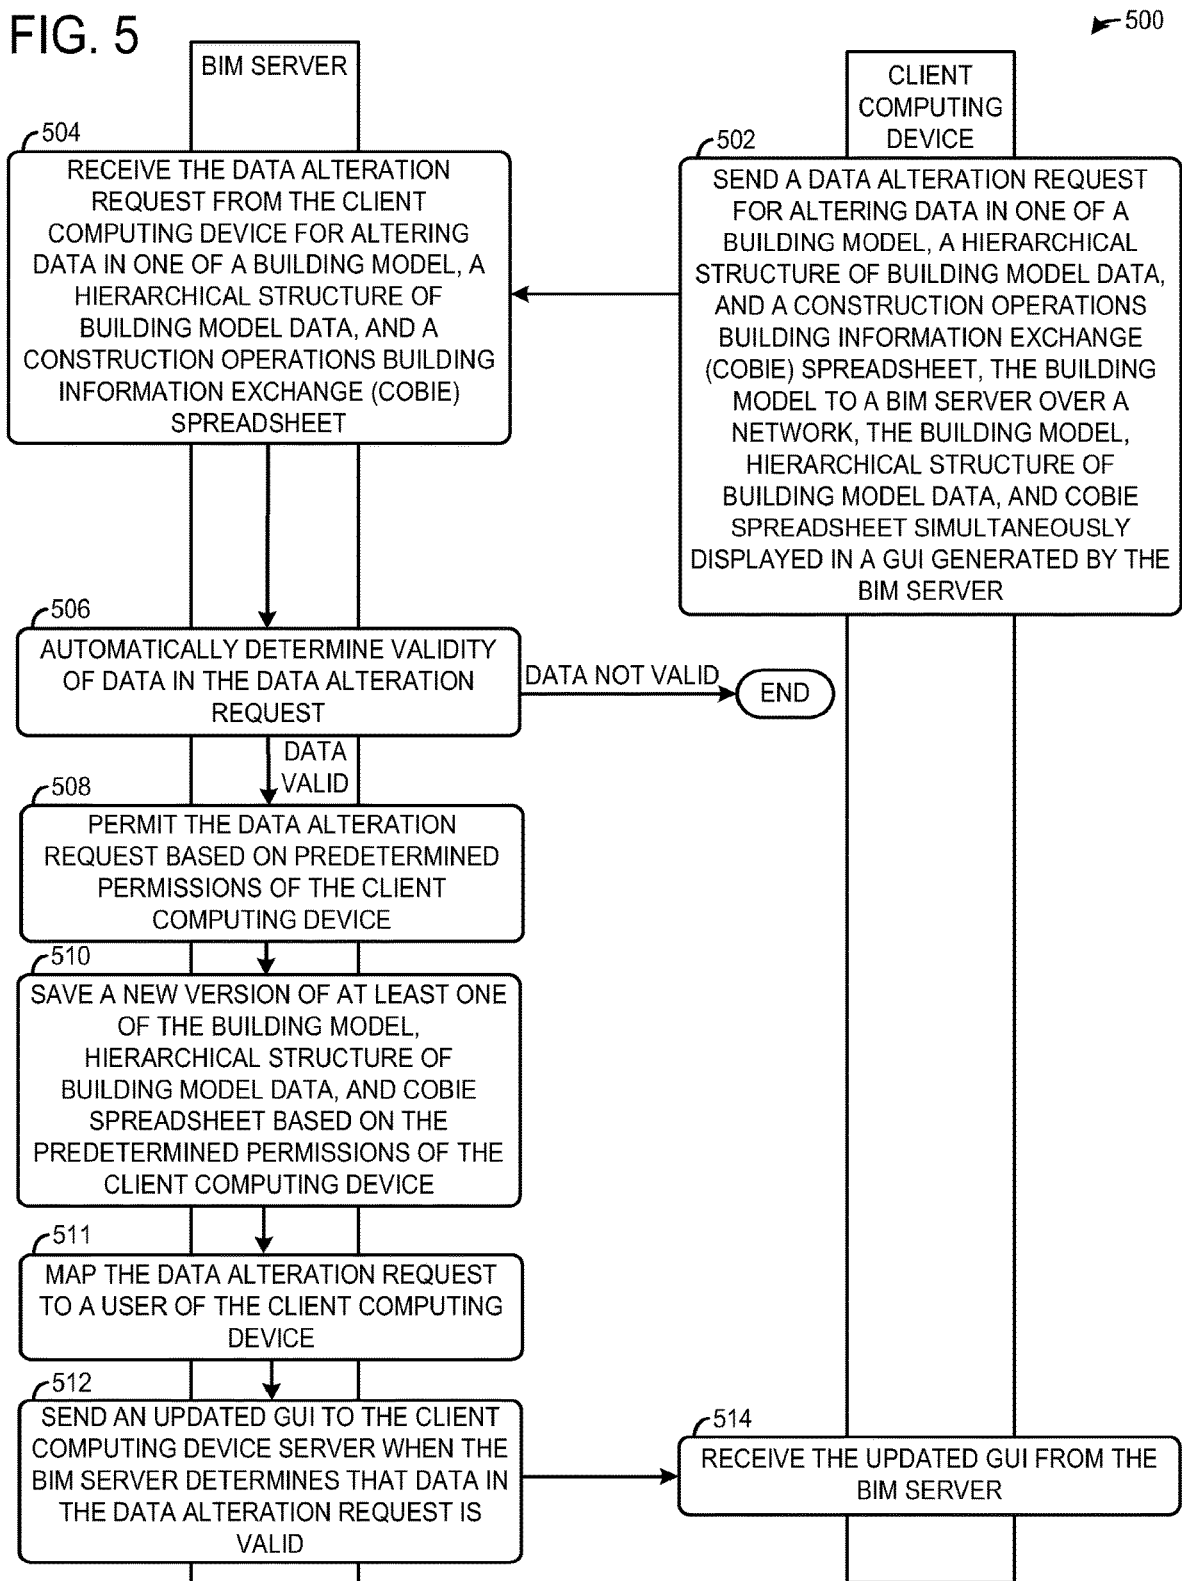 FIG. 5
500
BIM SERVER
CLIENT
COMPUTING
DEVICE
502
SEND A DATA ALTERATION REQUEST
FOR ALTERING DATA IN ONE OF A
BUILDING MODEL, A HIERARCHICAL
STRUCTURE OF BUILDING MODEL DATA,
AND A CONSTRUCTION OPERATIONS
BUILDING INFORMATION EXCHANGE
(COBIE) SPREADSHEET, THE BUILDING
MODEL TO A BIM SERVER OVER A
NETWORK, THE BUILDING MODEL,
HIERARCHICAL STRUCTURE OF
BUILDING MODEL DATA, AND COBIE
SPREADSHEET SIMULTANEOUSLY
DISPLAYED IN A GUI GENERATED BY THE
BIM SERVER
504
RECEIVE THE DATA ALTERATION
REQUEST FROM THE CLIENT
COMPUTING DEVICE FOR ALTERING
DATA IN ONE OF A BUILDING MODEL, A
HIERARCHICAL STRUCTURE OF
BUILDING MODEL DATA, AND A
CONSTRUCTION OPERATIONS BUILDING
INFORMATION EXCHANGE (COBIE)
SPREADSHEET
506
AUTOMATICALLY DETERMINE VALIDITY
OF DATA IN THE DATA ALTERATION
REQUEST
DATA NOT VALID
END
DATA
VALID
508
PERMIT THE DATA ALTERATION
REQUEST BASED ON PREDETERMINED
PERMISSIONS OF THE CLIENT
COMPUTING DEVICE
510
SAVE A NEW VERSION OF AT LEAST ONE
OF THE BUILDING MODEL,
HIERARCHICAL STRUCTURE OF
BUILDING MODEL DATA, AND COBIE
SPREADSHEET BASED ON THE
PREDETERMINED PERMISSIONS OF THE
CLIENT COMPUTING DEVICE
511
MAP THE DATA ALTERATION REQUEST
TO A USER OF THE CLIENT COMPUTING
DEVICE
512
SEND AN UPDATED GUI TO THE CLIENT
COMPUTING DEVICE SERVER WHEN THE
BIM SERVER DETERMINES THAT DATA IN
THE DATA ALTERATION REQUEST IS
VALID
514
RECEIVE THE UPDATED GUI FROM THE
BIM SERVER